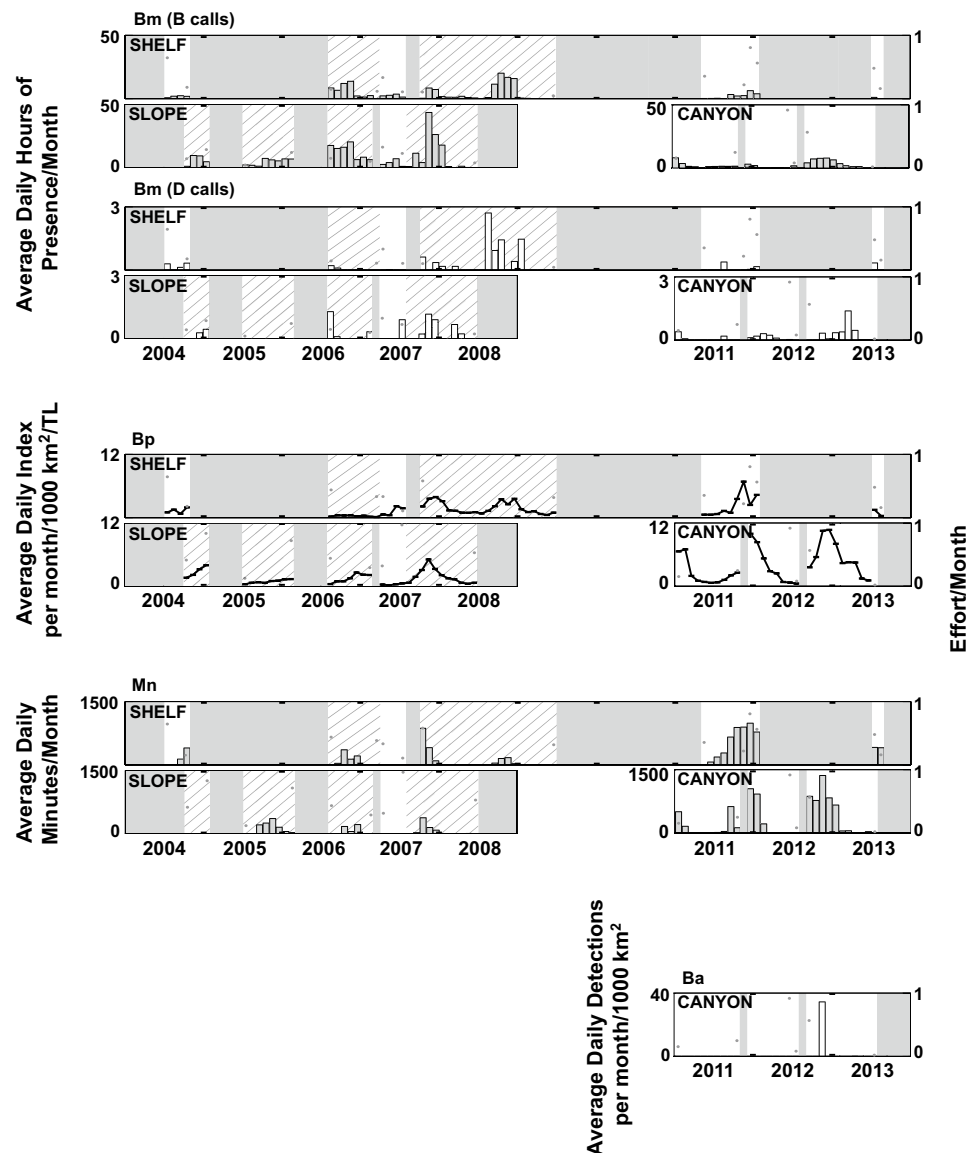 Bm (B calls)
50 SHELF 1
0
50 SLOPE 50 CANYON 1
0 0 0
Bm (D calls)
3 SHELF 1
0
3 SLOPE 3 CANYON 1
0 0 0
2004 2005 2006 2007 2008 2011 2012 2013
Average Daily Hours of
Presence/Month
Bp
12 SHELF 1
0
12 SLOPE 12 CANYON 1
0 0 0
2004 2005 2006 2007 2008 2011 2012 2013
Average Daily Index
per month/1000 km²/TL
Effort/Month
Mn
1500 SHELF 1
0
1500 SLOPE 1500 CANYON 1
0 0 0
2004 2005 2006 2007 2008 2011 2012 2013
Average Daily
Minutes/Month
Ba
40 CANYON 1
0 0
2011 2012 2013
Average Daily Detections
per month/1000 km²